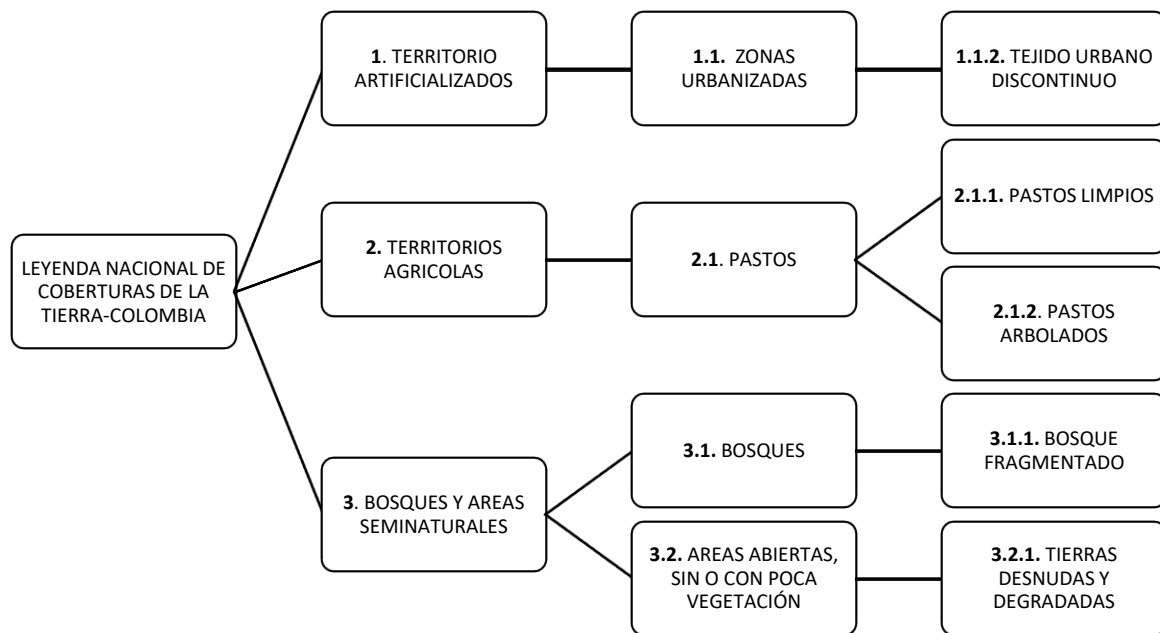 LEYENDA NACIONAL DE
COBERTURAS DE LA
TIERRA-COLOMBIA
1. TERRITORIO
ARTIFICIALIZADOS
1.1. ZONAS
URBANIZADAS
1.1.2. TEJIDO URBANO
DISCONTINUO
2. TERRITORIOS
AGRICOLAS
2.1. PASTOS
2.1.1. PASTOS LIMPIOS
2.1.2. PASTOS
ARBOLADOS
3. BOSQUES Y AREAS
SEMINATURALES
3.1. BOSQUES
3.1.1. BOSQUE
FRAGMENTADO
3.2. AREAS ABIERTAS,
SIN O CON POCA
VEGETACIÓN
3.2.1. TIERRAS
DESNUDAS Y
DEGRADADAS